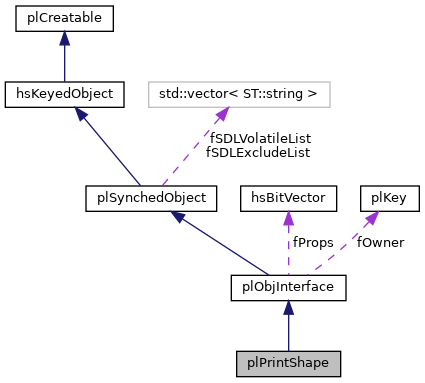 plCreatable
hsKeyedObject
std::vector< ST::string >
fSDLVolatileList
fSDLExcludeList
plSynchedObject
hsBitVector
plKey
fProps
fOwner
plObjInterface
plPrintShape